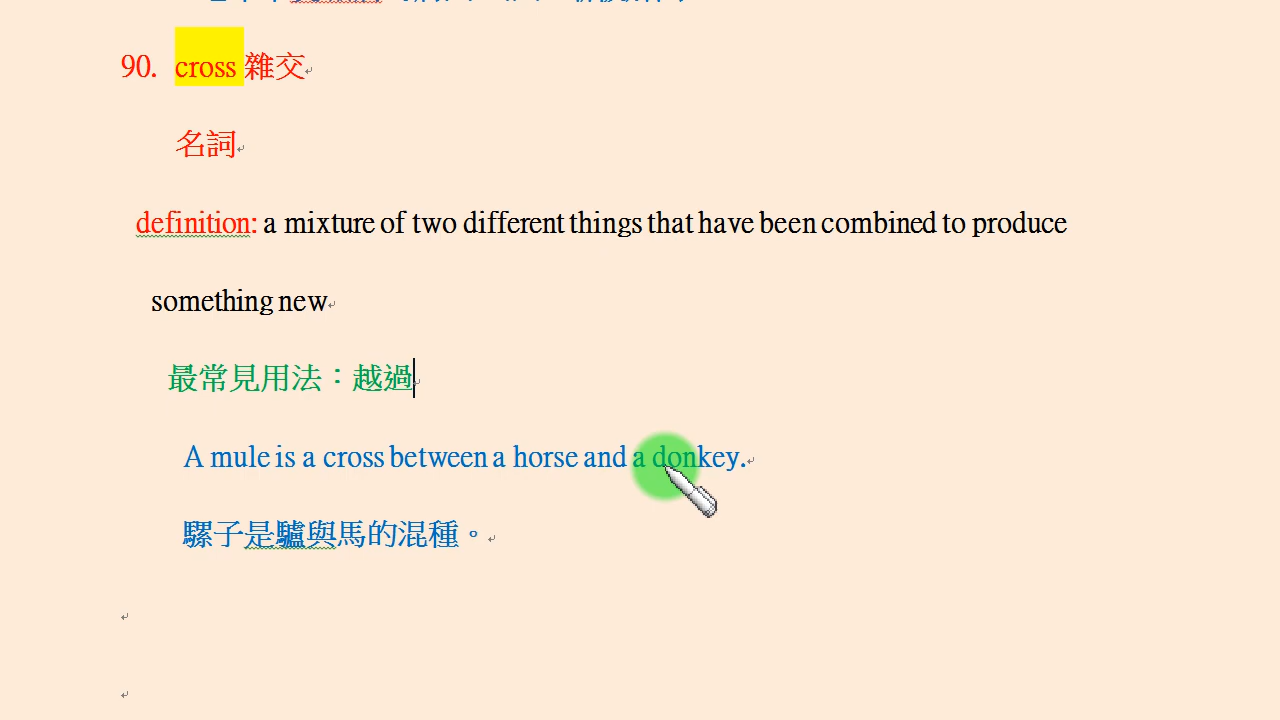 90. cross 雜交
名詞
definition: a mixture of two different things that have been combined to produce
something new
最常見用法：越過
A mule is a cross between a horse and a donkey.
騾子是驢與馬的混種。